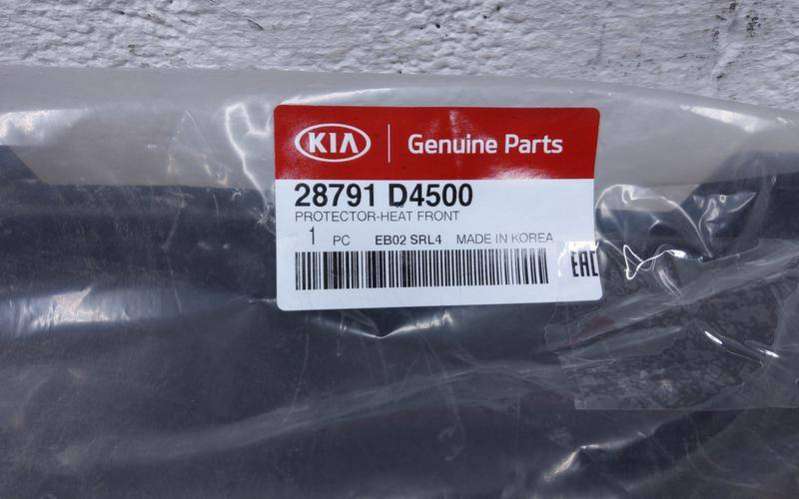 KIA Genuine Parts
28791 D4500
PROTECTOR-HEAT FRONT
1 PC EB02 SRL4 MADE IN KOREA
EAC